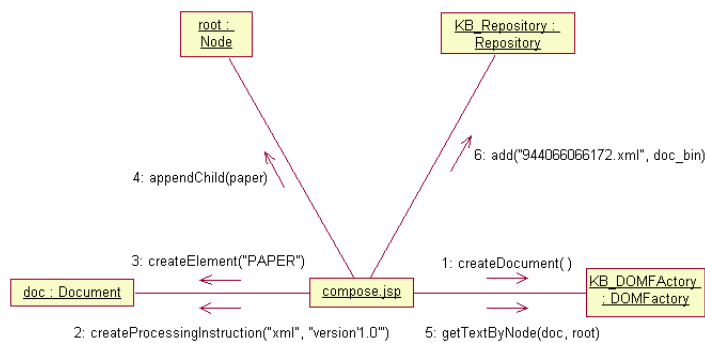 root :
Node
KB_Repository :
Repository
4: appendChild(paper)
6: add("944066066172.xml", doc_bin)
3: createElement("PAPER")
1: createDocument( )
doc : Document
compose.jsp
KB_DOMFActory
: DOMFactory
2: createProcessingInstruction("xml", "version'1.0'")
5: getTextByNode(doc, root)